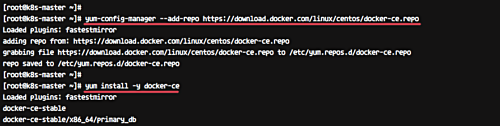 [root@k8s-repo ~]#
[root@k8s-repo ~]# yum-config-manager --add-repo https://download.docker.com/linux/centos/docker-ce.repo
Loaded plugins: fastestmirror
adding repo from: https://download.docker.com/linux/centos/docker-ce.repo
grabbing file https://download.docker.com/linux/centos/docker-ce.repo to /etc/yum.repos.d/docker-ce.repo
repo saved to /etc/yum.repos.d/docker-ce.repo
[root@k8s-repo ~]#
[root@k8s-repo ~]# yum install -y docker-ce
Loaded plugins: fastestmirror
docker-ce-stable
docker-ce-stable/x86_64/primary_db